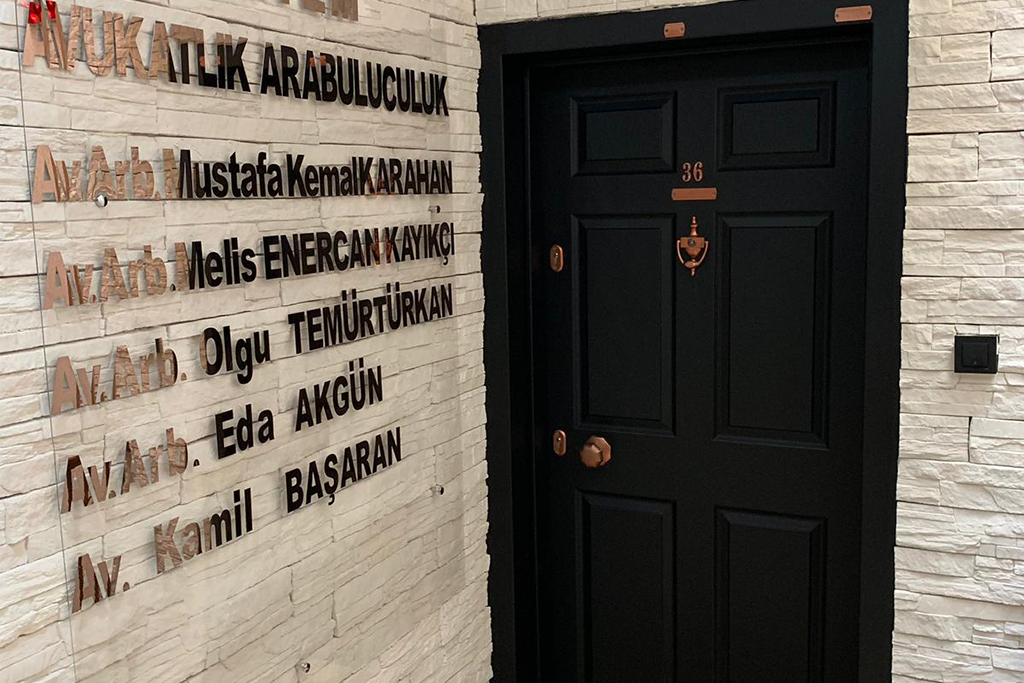 AVUKATLIK ARABULUCULUK
Av.Arb.Mustafa Kemal KARAHAN
Av.Arb.Melis ENERCAN KAYIKÇI
Av.Arb. Olgu TEMÜRTÜRKAN
Av.Arb. Eda AKGÜN
Av. Kamil BAŞARAN
36